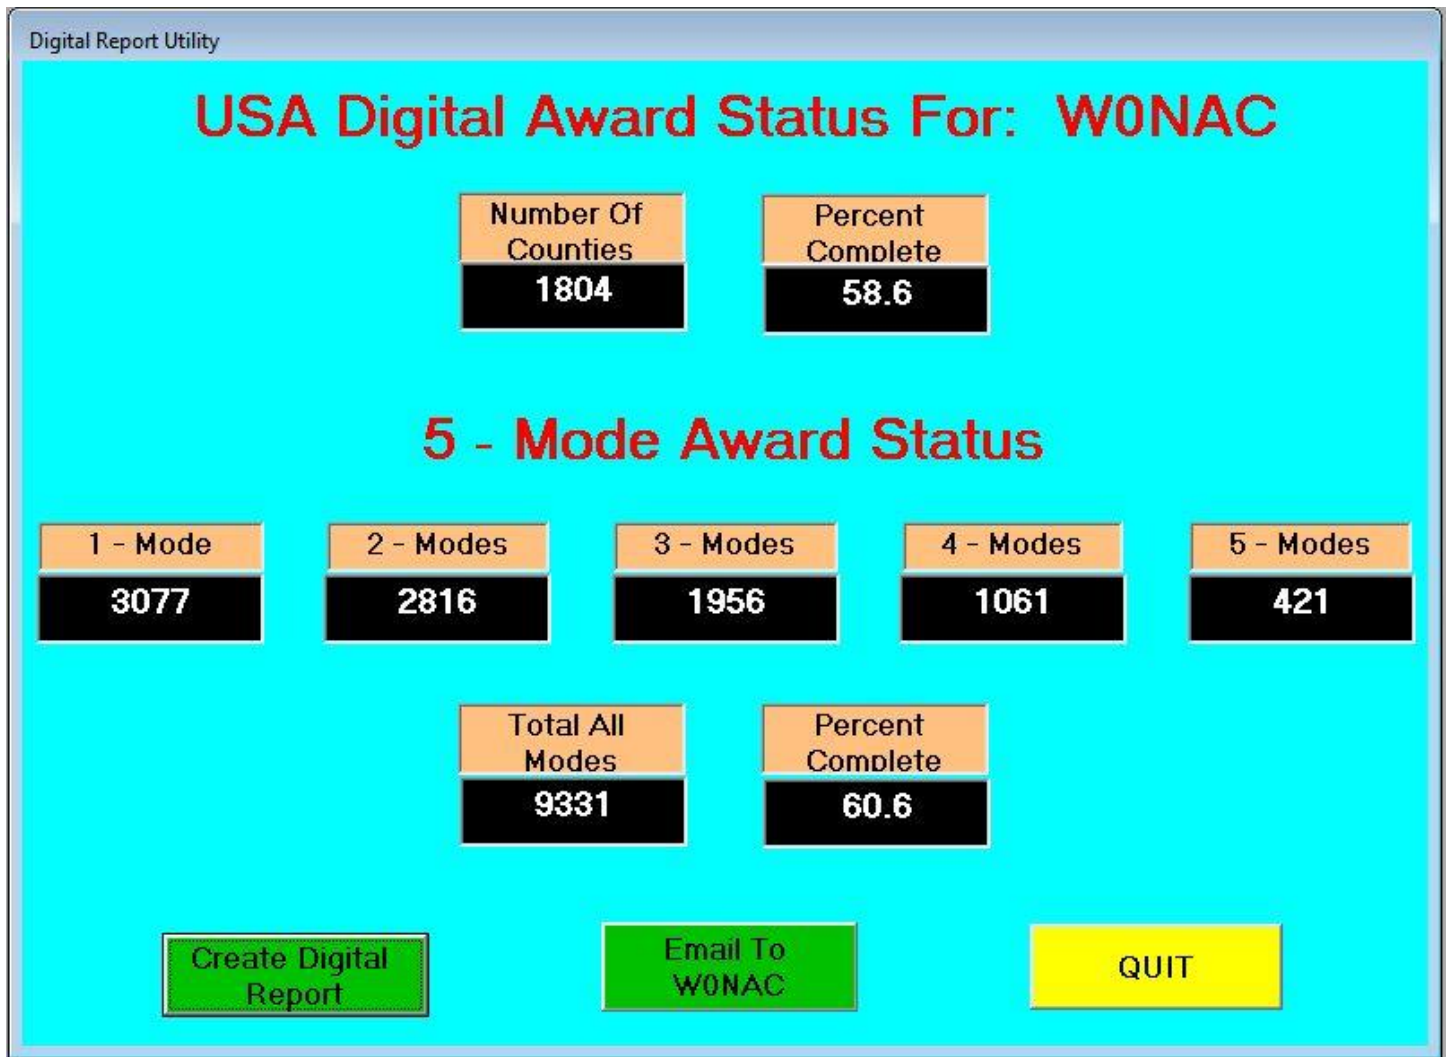 Digital Report Utility
USA Digital Award Status For: W0NAC
Number Of
Counties
1804
Percent
Complete
58.6
5 - Mode Award Status
1 - Mode
3077
2 - Modes
2816
3 - Modes
1956
4 - Modes
1061
5 - Modes
421
Total All
Modes
9331
Percent
Complete
60.6
Create Digital
Report
Email To
W0NAC
QUIT